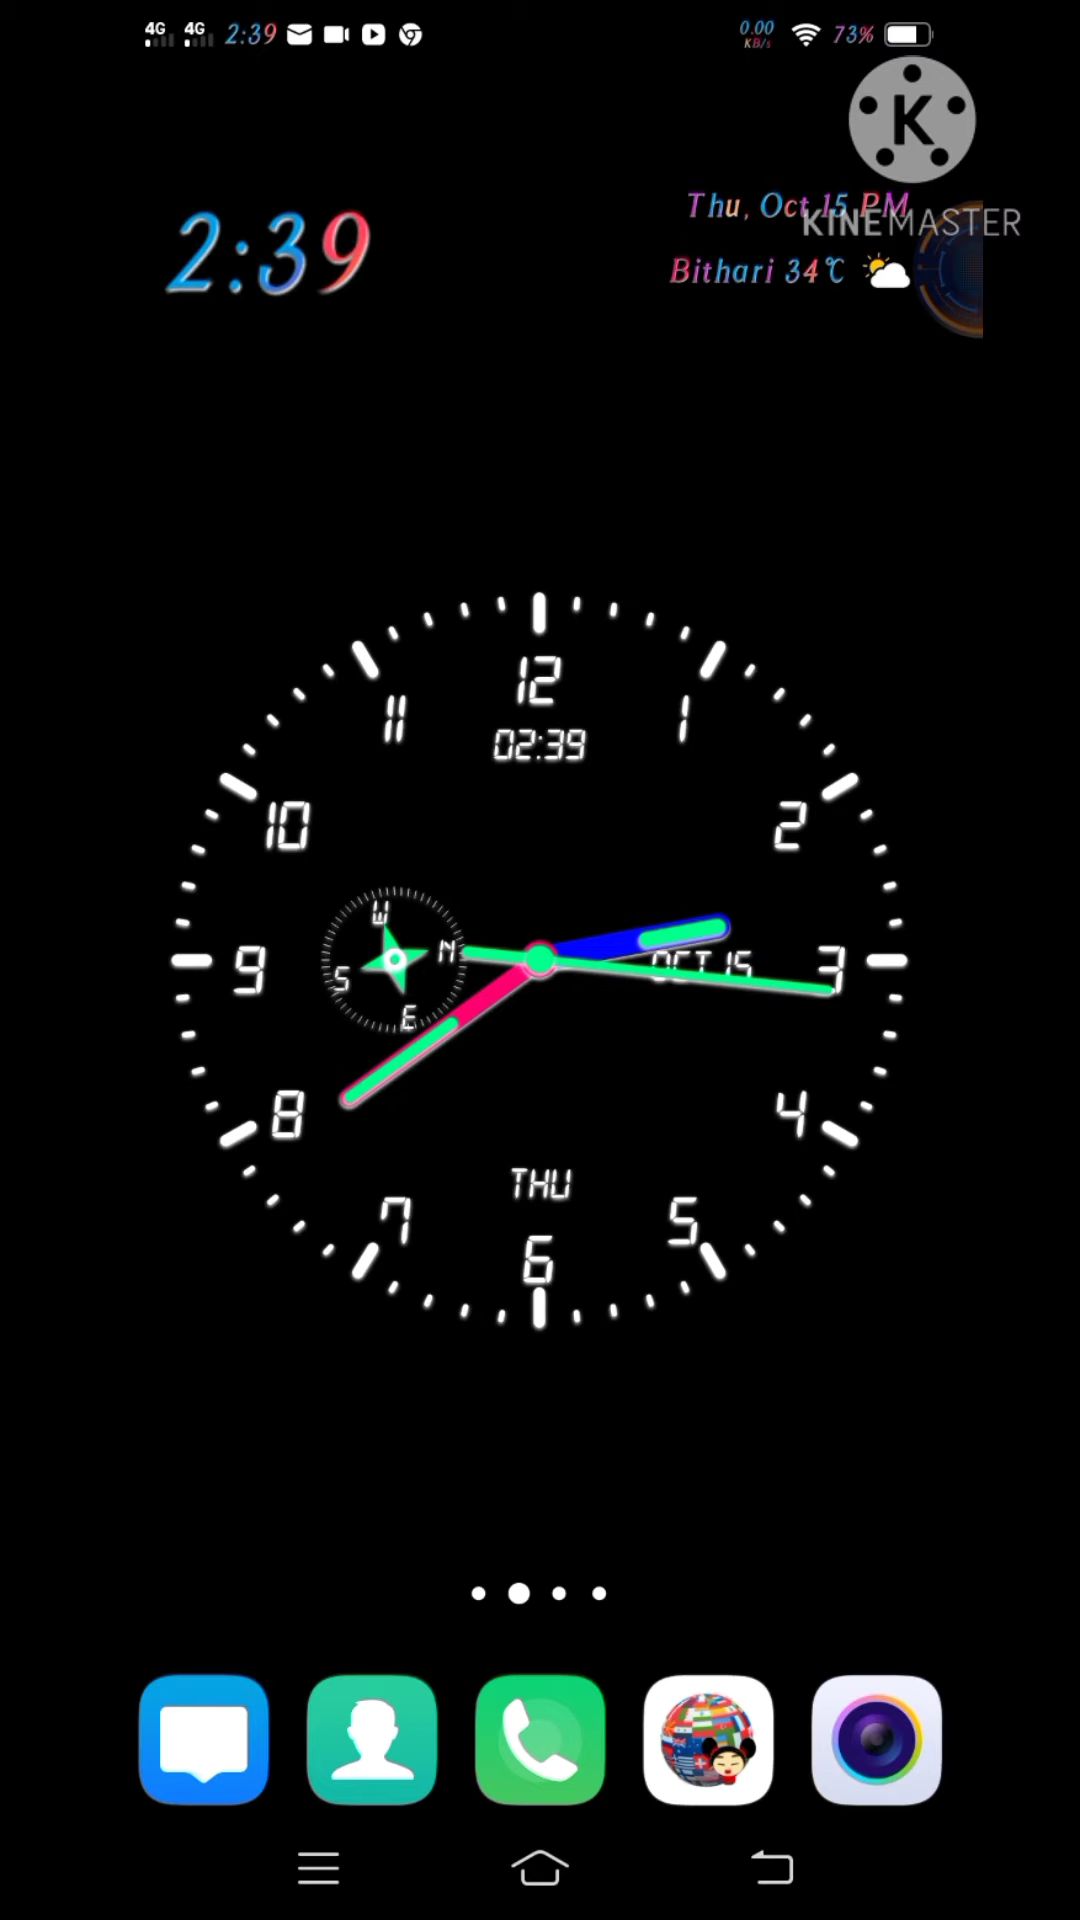 4G 4G 2:39 0.00 KB/s 73%
K
KINEMASTER
2:39
Thu, Oct 15 PM
Bithari 34℃
12
11 1
02:39
10 2
W
N
9 OCT 15 3
S
E
8 4
THU
7 5
6